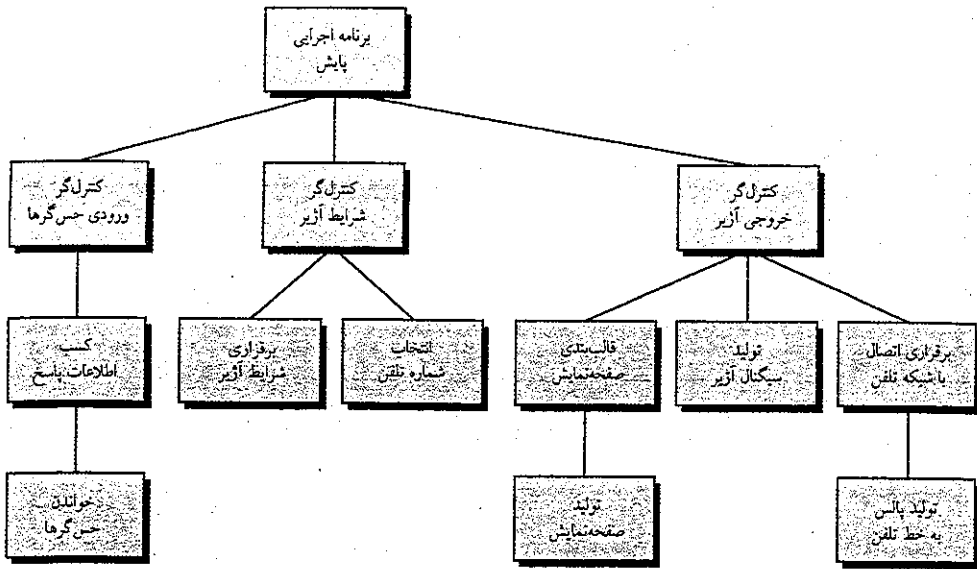 برنامه اجرایی
پایش
کنترل‌گر
ورودی حس‌گرها
کنترل‌گر
شرایط آژیر
کنترل‌گر
خروجی آژیر
کسب
اطلاعات پاسخ
برقراری
شرایط آژیر
انتخاب
شماره تلفن
قالب‌بندی
صفحه‌نمایش
تولید
سیگنال آژیر
برقراری اتصال
با شبکه تلفن
خواندن
حس‌گرها
تولید
صفحه‌نمایش
تولید پالس
به خط تلفن